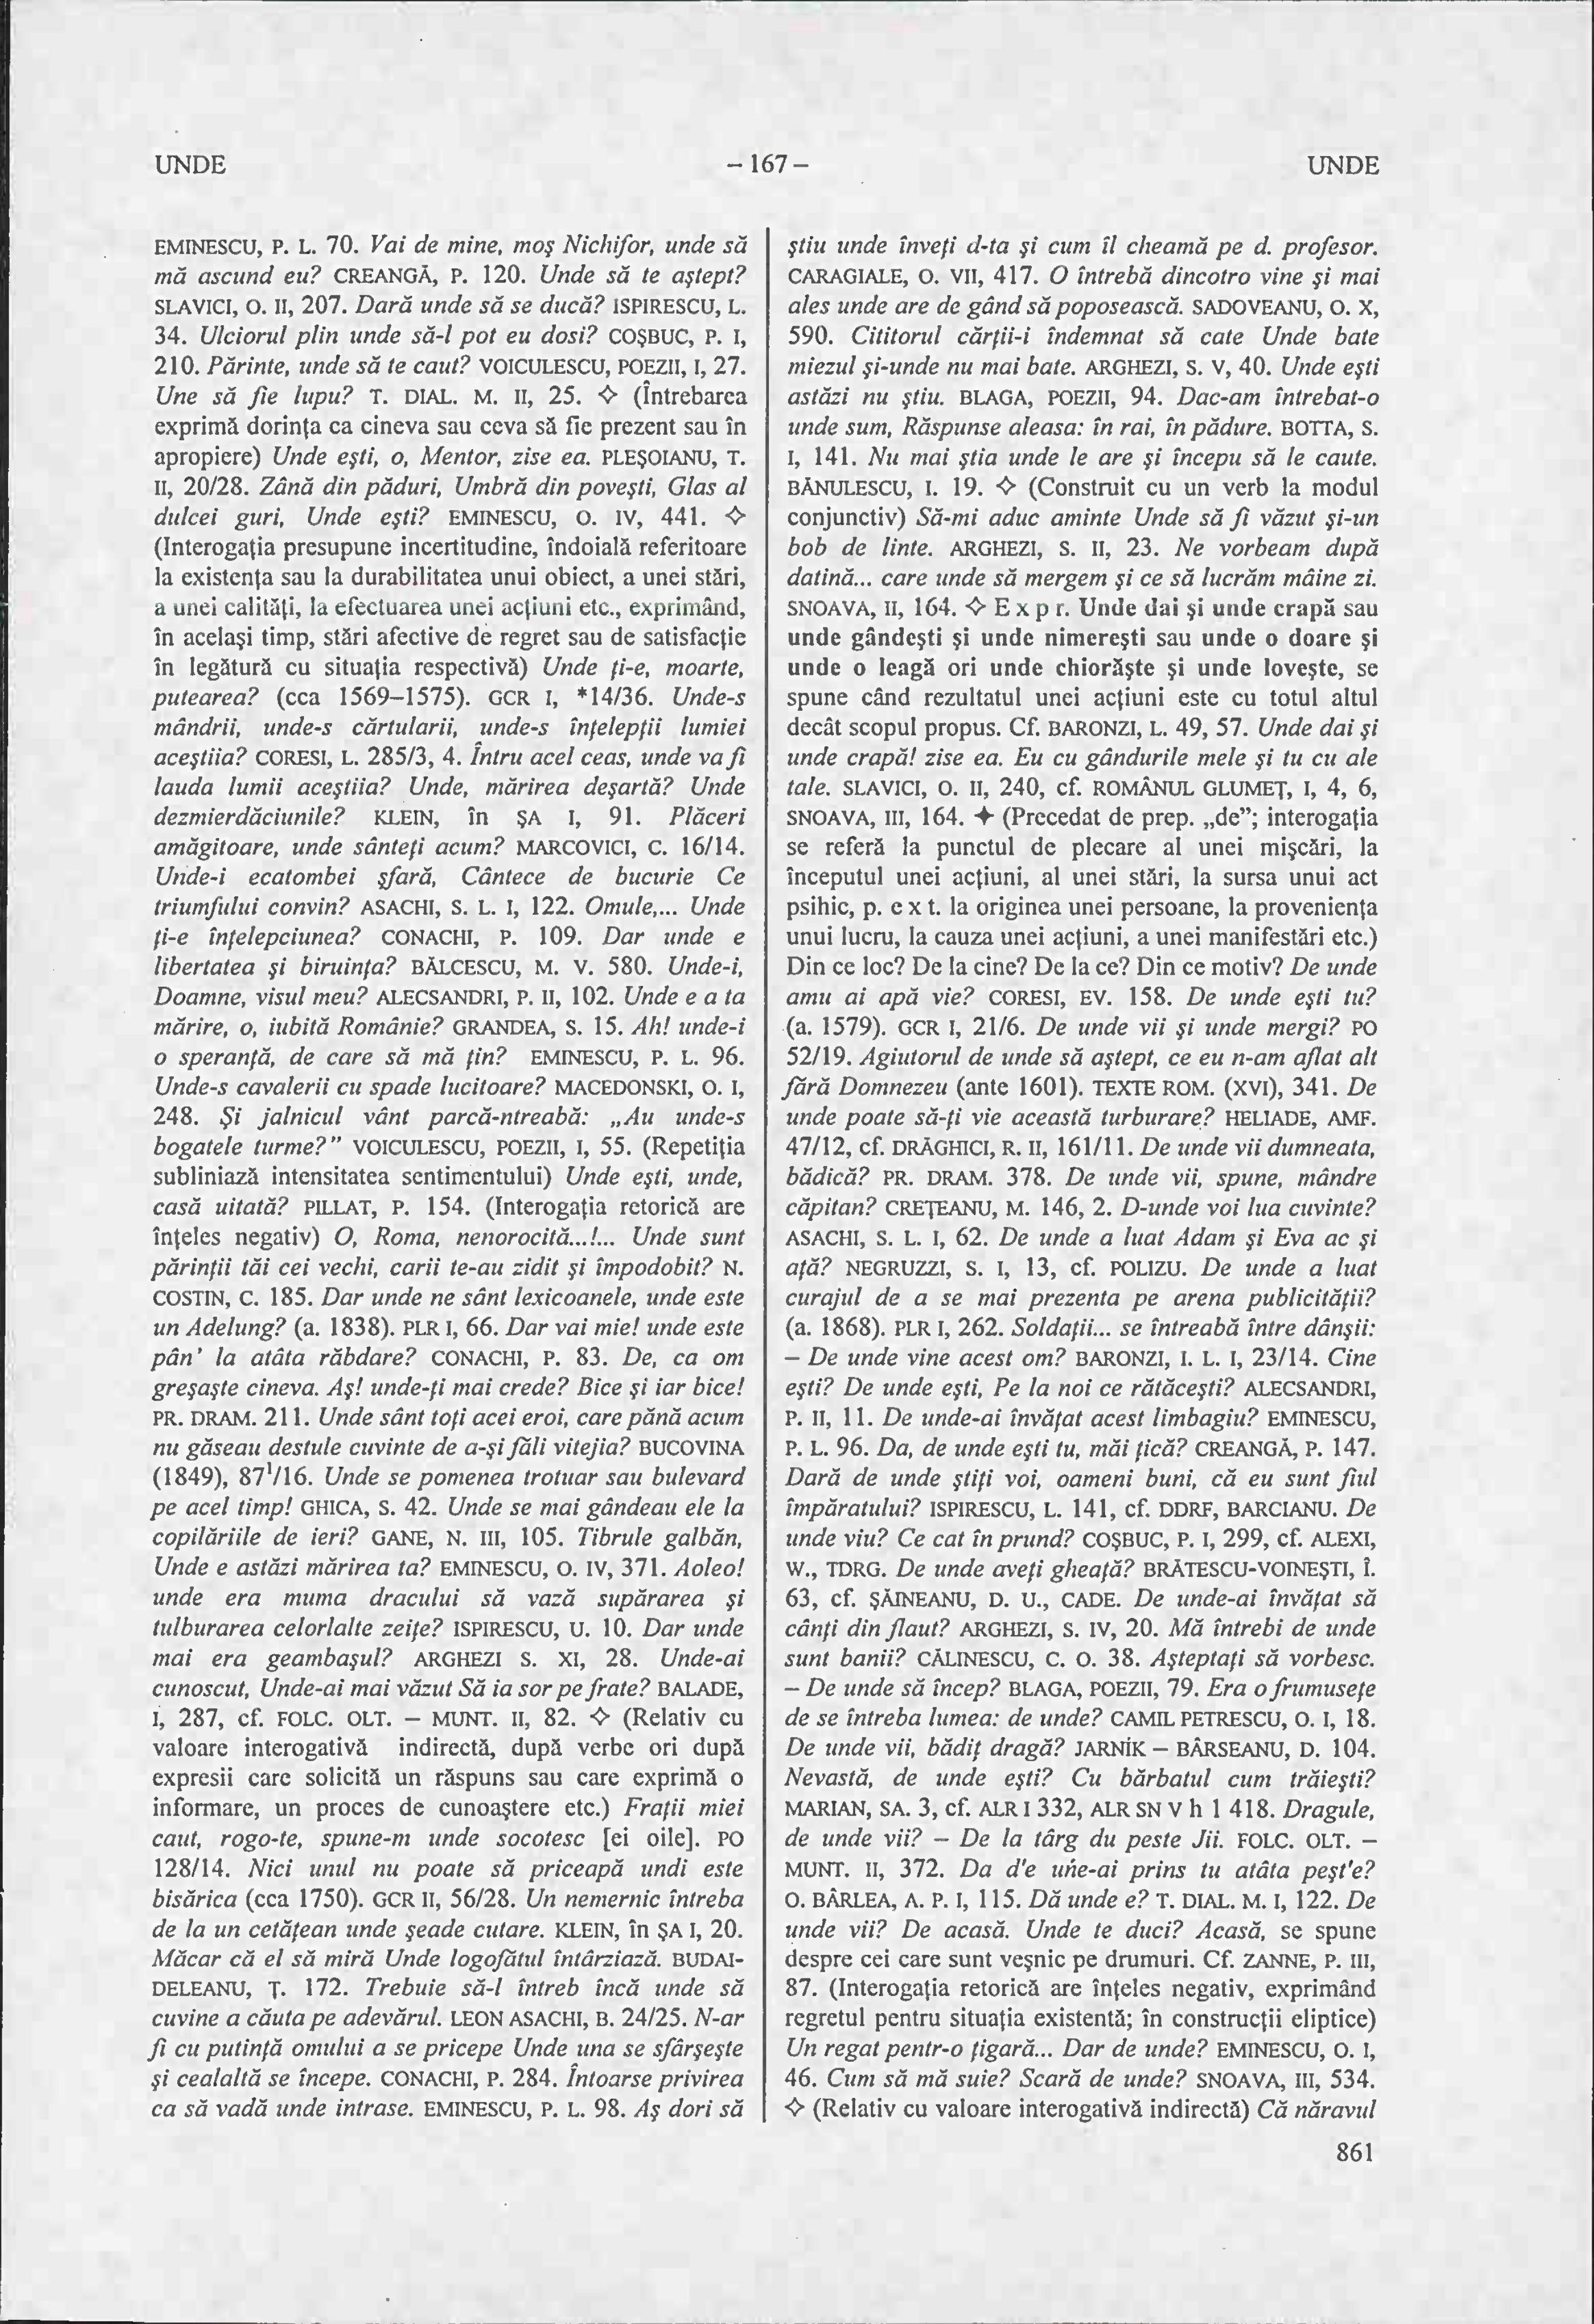 UNDE – 167 – UNDE
EMINESCU, P. L. 70. Vai de mine, moş Nichifor, unde să
mă ascund eu? CREANGĂ, P. 120. Unde să te aştept?
SLAVICI, O. II, 207. Dară unde să se ducă? ISPIRESCU, L.
34. Ulciorul plin unde să-l pot eu dosi? COŞBUC, P. I,
210. Părinte, unde să te caut? VOICULESCU, POEZII, I, 27.
Une să fie lupu? T. DIAL. M. II, 25. ◇ (Întrebarea
exprimă dorinţa ca cineva sau ceva să fie prezent sau în
apropiere) Unde eşti, o, Mentor, zise ea. PLEŞOIANU, T.
II, 20/28. Zână din păduri, Umbră din poveşti, Glas al
dulcei guri, Unde eşti? EMINESCU, O. IV, 441. ◇
(Interogaţia presupune incertitudine, îndoială referitoare
la existenţa sau la durabilitatea unui obiect, a unei stări,
a unei calităţi, la efectuarea unei acţiuni etc., exprimând,
în acelaşi timp, stări afective de regret sau de satisfacţie
în legătură cu situaţia respectivă) Unde ţi-e, moarte,
putearea? (cca 1569–1575). GCR I, *14/36. Unde-s
mândrii, unde-s cărtularii, unde-s înţelepţii lumiei
aceştiia? CORESI, L. 285/3, 4. Întru acel ceas, unde va fi
lauda lumii aceştiia? Unde, mărirea deşartă? Unde
dezmierdăciunile? KLEIN, în ŞA I, 91. Plăceri
amăgitoare, unde sânteţi acum? MARCOVICI, C. 16/14.
Unde-i ecatombei şfară, Cântece de bucurie Ce
triumfului convin? ASACHI, S. L. I, 122. Omule,... Unde
ţi-e înţelepciunea? CONACHI, P. 109. Dar unde e
libertatea şi biruinţa? BĂLCESCU, M. V. 580. Unde-i,
Doamne, visul meu? ALECSANDRI, P. II, 102. Unde e a ta
mărire, o, iubită Românie? GRANDEA, S. 15. Ah! unde-i
o speranţă, de care să mă ţin? EMINESCU, P. L. 96.
Unde-s cavalerii cu spade lucitoare? MACEDONSKI, O. I,
248. Şi jalnicul vânt parcă-ntreabă: „Au unde-s
bogatele turme?” VOICULESCU, POEZII, I, 55. (Repetiţia
subliniază intensitatea sentimentului) Unde eşti, unde,
casă uitată? PILLAT, P. 154. (Interogaţia retorică are
înţeles negativ) O, Roma, nenorocită...!... Unde sunt
părinţii tăi cei vechi, carii te-au zidit şi împodobit? N.
COSTIN, C. 185. Dar unde ne sânt lexicoanele, unde este
un Adelung? (a. 1838). PLR I, 66. Dar vai mie! unde este
pân’ la atâta răbdare? CONACHI, P. 83. De, ca om
greşaşte cineva. Aş! unde-ţi mai crede? Bice şi iar bice!
PR. DRAM. 211. Unde sânt toţi acei eroi, care până acum
nu găseau destule cuvinte de a-şi făli vitejia? BUCOVINA
(1849), 87¹/16. Unde se pomenea trotuar sau bulevard
pe acel timp! GHICA, S. 42. Unde se mai gândeau ele la
copilăriile de ieri? GANE, N. III, 105. Tibrule galbăn,
Unde e astăzi mărirea ta? EMINESCU, O. IV, 371. Aoleo!
unde era muma dracului să vază supărarea şi
tulburarea celorlalte zeiţe? ISPIRESCU, U. 10. Dar unde
mai era geambaşul? ARGHEZI S. XI, 28. Unde-ai
cunoscut, Unde-ai mai văzut Să ia sor pe frate? BALADE,
I, 287, cf. FOLC. OLT. – MUNT. II, 82. ◇ (Relativ cu
valoare interogativă indirectă, după verbe ori după
expresii care solicită un răspuns sau care exprimă o
informare, un proces de cunoaştere etc.) Fraţii miei
caut, rogo-te, spune-m unde socotesc [ei oile]. PO
128/14. Nici unul nu poate să priceapă undi este
bisărica (cca 1750). GCR II, 56/28. Un nemernic întreba
de la un cetăţean unde şeade cutare. KLEIN, în ŞA I, 20.
Măcar că el să miră Unde logofătul întârziază. BUDAI-
DELEANU, Ţ. 172. Trebuie să-l întreb încă unde să
cuvine a căuta pe adevărul. LEON ASACHI, B. 24/25. N-ar
fi cu putinţă omului a se pricepe Unde una se sfârşeşte
şi cealaltă se începe. CONACHI, P. 284. Întoarse privirea
ca să vadă unde intrase. EMINESCU, P. L. 98. Aş dori să
ştiu unde înveţi d-ta şi cum îl cheamă pe d. profesor.
CARAGIALE, O. VII, 417. O întrebă dincotro vine şi mai
ales unde are de gând să poposească. SADOVEANU, O. X,
590. Cititorul cărţii-i îndemnat să cate Unde bate
miezul şi-unde nu mai bate. ARGHEZI, S. V, 40. Unde eşti
astăzi nu ştiu. BLAGA, POEZII, 94. Dac-am întrebat-o
unde sum, Răspunse aleasa: în rai, în pădure. BOTTA, S.
I, 141. Nu mai ştia unde le are şi începu să le caute.
BĂNULESCU, I. 19. ◇ (Construit cu un verb la modul
conjunctiv) Să-mi aduc aminte Unde să fi văzut şi-un
bob de linte. ARGHEZI, S. II, 23. Ne vorbeam după
datină... care unde să mergem şi ce să lucrăm mâine zi.
SNOAVA, II, 164. ◇ E x p r. Unde dai şi unde crapă sau
unde gândeşti şi unde nimereşti sau unde o doare şi
unde o leagă ori unde chiorăşte şi unde loveşte, se
spune când rezultatul unei acţiuni este cu totul altul
decât scopul propus. Cf. BARONZI, L. 49, 57. Unde dai şi
unde crapă! zise ea. Eu cu gândurile mele şi tu cu ale
tale. SLAVICI, O. II, 240, cf. ROMÂNUL GLUMEŢ, I, 4, 6,
SNOAVA, III, 164. ✦ (Precedat de prep. „de”; interogaţia
se referă la punctul de plecare al unei mişcări, la
începutul unei acţiuni, al unei stări, la sursa unui act
psihic, p. e x t. la originea unei persoane, la provenienţa
unui lucru, la cauza unei acţiuni, a unei manifestări etc.)
Din ce loc? De la cine? De la ce? Din ce motiv? De unde
amu ai apă vie? CORESI, EV. 158. De unde eşti tu?
(a. 1579). GCR I, 21/6. De unde vii şi unde mergi? PO
52/19. Agiutorul de unde să aştept, ce eu n-am aflat alt
fără Domnezeu (ante 1601). TEXTE ROM. (XVI), 341. De
unde poate să-ţi vie această turburare? HELIADE, AMF.
47/12, cf. DRĂGHICI, R. II, 161/11. De unde vii dumneata,
bădică? PR. DRAM. 378. De unde vii, spune, mândre
căpitan? CREŢEANU, M. 146, 2. D-unde voi lua cuvinte?
ASACHI, S. L. I, 62. De unde a luat Adam şi Eva ac şi
aţă? NEGRUZZI, S. I, 13, cf. POLIZU. De unde a luat
curajul de a se mai prezenta pe arena publicităţii?
(a. 1868). PLR I, 262. Soldaţii... se întreabă între dânşii:
– De unde vine acest om? BARONZI, I. L. I, 23/14. Cine
eşti? De unde eşti, Pe la noi ce rătăceşti? ALECSANDRI,
P. II, 11. De unde-ai învăţat acest limbagiu? EMINESCU,
P. L. 96. Da, de unde eşti tu, măi ţică? CREANGĂ, P. 147.
Dară de unde ştiţi voi, oameni buni, că eu sunt fiul
împăratului? ISPIRESCU, L. 141, cf. DDRF, BARCIANU. De
unde viu? Ce cat în prund? COŞBUC, P. I, 299, cf. ALEXI,
W., TDRG. De unde aveţi gheaţă? BRĂTESCU-VOINEŞTI, Î.
63, cf. ŞĂINEANU, D. U., CADE. De unde-ai învăţat să
cânţi din flaut? ARGHEZI, S. IV, 20. Mă întrebi de unde
sunt banii? CĂLINESCU, C. O. 38. Aşteptaţi să vorbesc.
– De unde să încep? BLAGA, POEZII, 79. Era o frumuseţe
de se întreba lumea: de unde? CAMIL PETRESCU, O. I, 18.
De unde vii, bădiţ dragă? JARNÍK – BÂRSEANU, D. 104.
Nevastă, de unde eşti? Cu bărbatul cum trăieşti?
MARIAN, SA. 3, cf. ALR I 332, ALR SN V h 1 418. Dragule,
de unde vii? – De la târg du peste Jii. FOLC. OLT. –
MUNT. II, 372. Da d'e uńe-ai prins tu atâta peşt'e?
O. BÂRLEA, A. P. I, 115. Dă unde e? T. DIAL. M. I, 122. De
unde vii? De acasă. Unde te duci? Acasă, se spune
despre cei care sunt veşnic pe drumuri. Cf. ZANNE, P. III,
87. (Interogaţia retorică are înţeles negativ, exprimând
regretul pentru situaţia existentă; în construcţii eliptice)
Un regat pentr-o ţigară... Dar de unde? EMINESCU, O. I,
46. Cum să mă suie? Scară de unde? SNOAVA, III, 534.
◇ (Relativ cu valoare interogativă indirectă) Că năravul
861